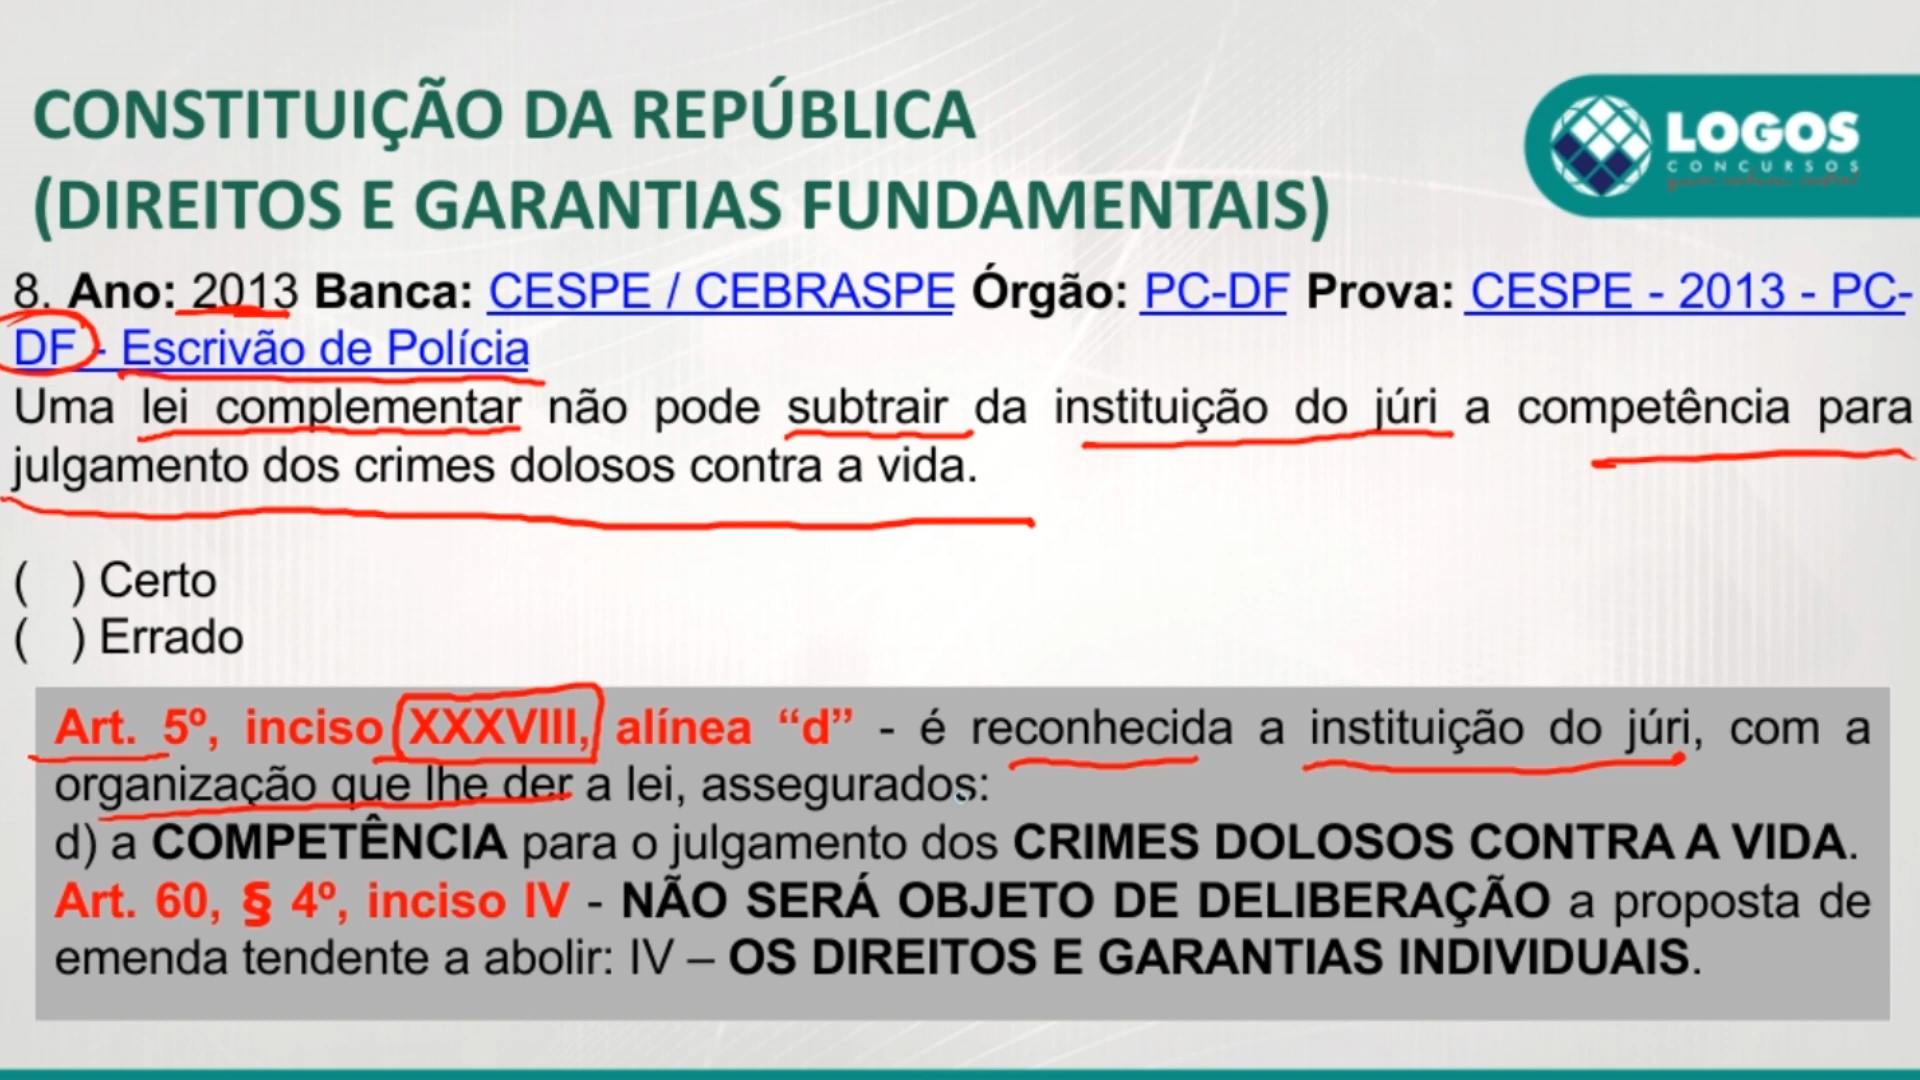 CONSTITUIÇÃO DA REPÚBLICA
(DIREITOS E GARANTIAS FUNDAMENTAIS)
LOGOS
CONCURSOS
8. Ano: 2013 Banca: CESPE / CEBRASPE Órgão: PC-DF Prova: CESPE - 2013 - PC-
DF - Escrivão de Polícia
Uma lei complementar não pode subtrair da instituição do júri a competência para
julgamento dos crimes dolosos contra a vida.
( ) Certo
( ) Errado
Art. 5º, inciso XXXVIII, alínea “d” - é reconhecida a instituição do júri, com a
organização que lhe der a lei, assegurados:
d) a COMPETÊNCIA para o julgamento dos CRIMES DOLOSOS CONTRA A VIDA.
Art. 60, § 4º, inciso IV - NÃO SERÁ OBJETO DE DELIBERAÇÃO a proposta de
emenda tendente a abolir: IV – OS DIREITOS E GARANTIAS INDIVIDUAIS.